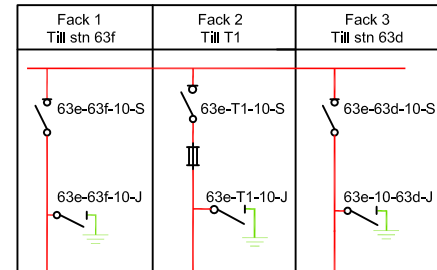 Fack 1
Till stn 63f
Fack 2
Till T1
Fack 3
Till stn 63d
63e-63f-10-S
63e-T1-10-S
63e-63d-10-S
63e-63f-10-J
63e-T1-10-J
63e-10-63d-J